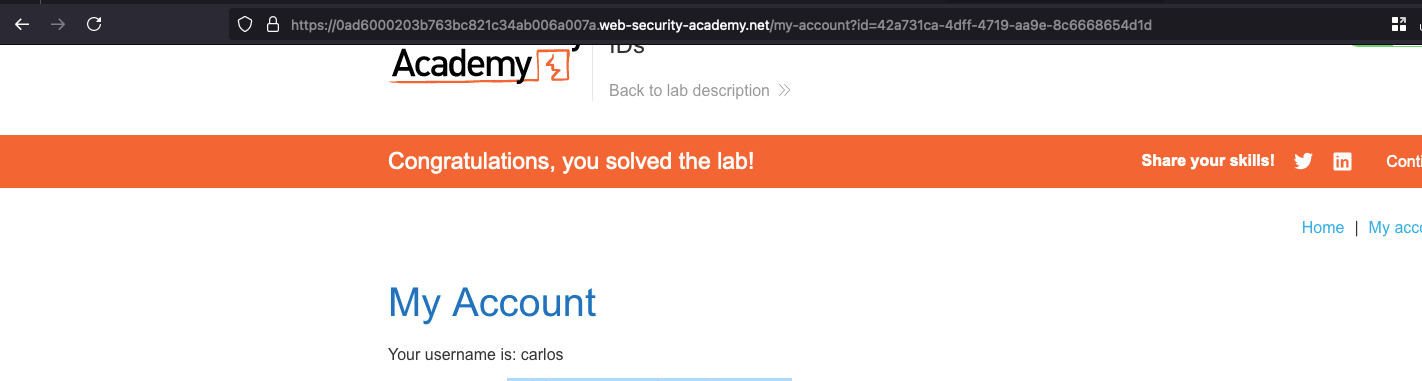 https://0ad6000203b763bc821c34ab006a007a.web-security-academy.net/my-account?id=42a731ca-4dff-4719-aa9e-8c6668654d1d
IDs
Academy
Back to lab description
Congratulations, you solved the lab!
Share your skills!
Conti
Home | My acco
My Account
Your username is: carlos